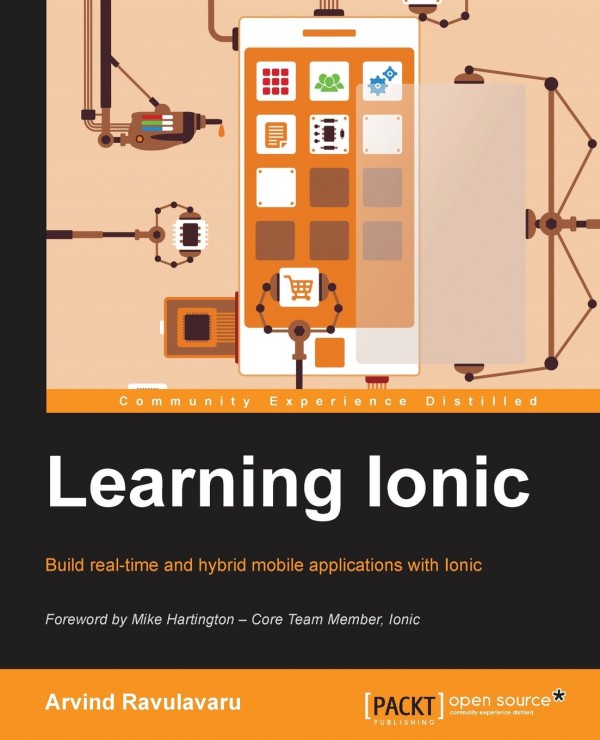 Community Experience Distilled
Learning Ionic
Build real-time and hybrid mobile applications with Ionic
Foreword by Mike Hartington – Core Team Member, Ionic
Arvind Ravulavaru
[PACKT] open source*
PUBLISHING community experience distilled